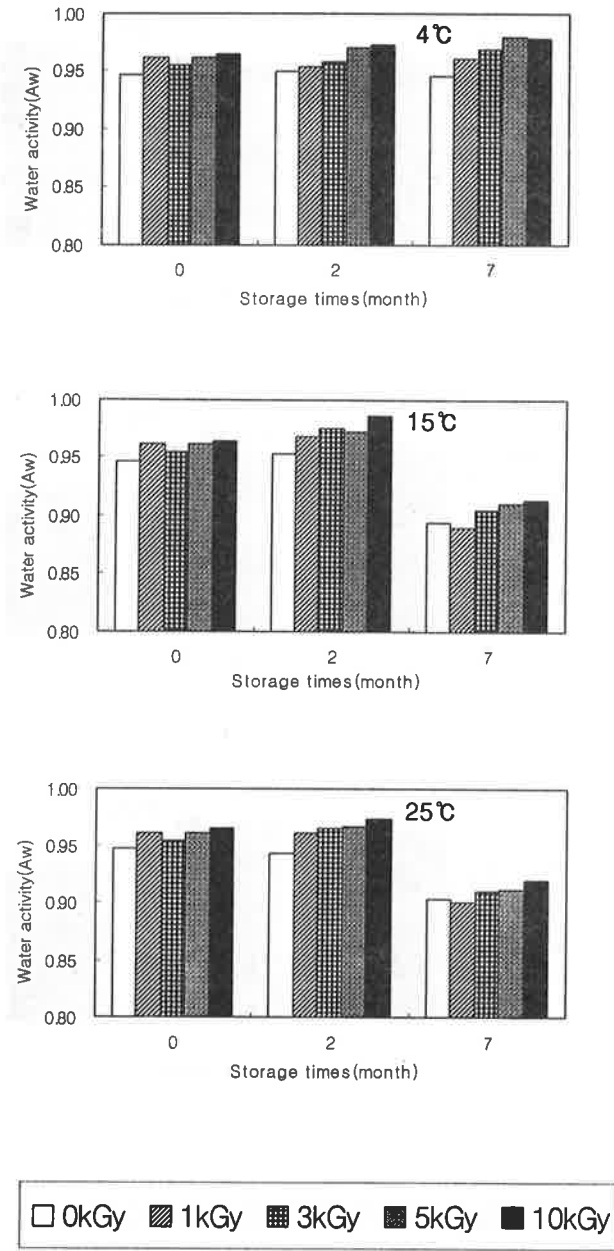 1.00
4℃
0.95
0.90
0.85
0.80
Water activity(Aw)
0 2 7
Storage times(month)
1.00
15℃
0.95
0.90
0.85
0.80
Water activity(Aw)
0 2 7
Storage times(month)
1.00
25℃
0.95
0.90
0.85
0.80
Water activity(Aw)
0 2 7
Storage times(month)
0kGy 1kGy 3kGy 5kGy 10kGy